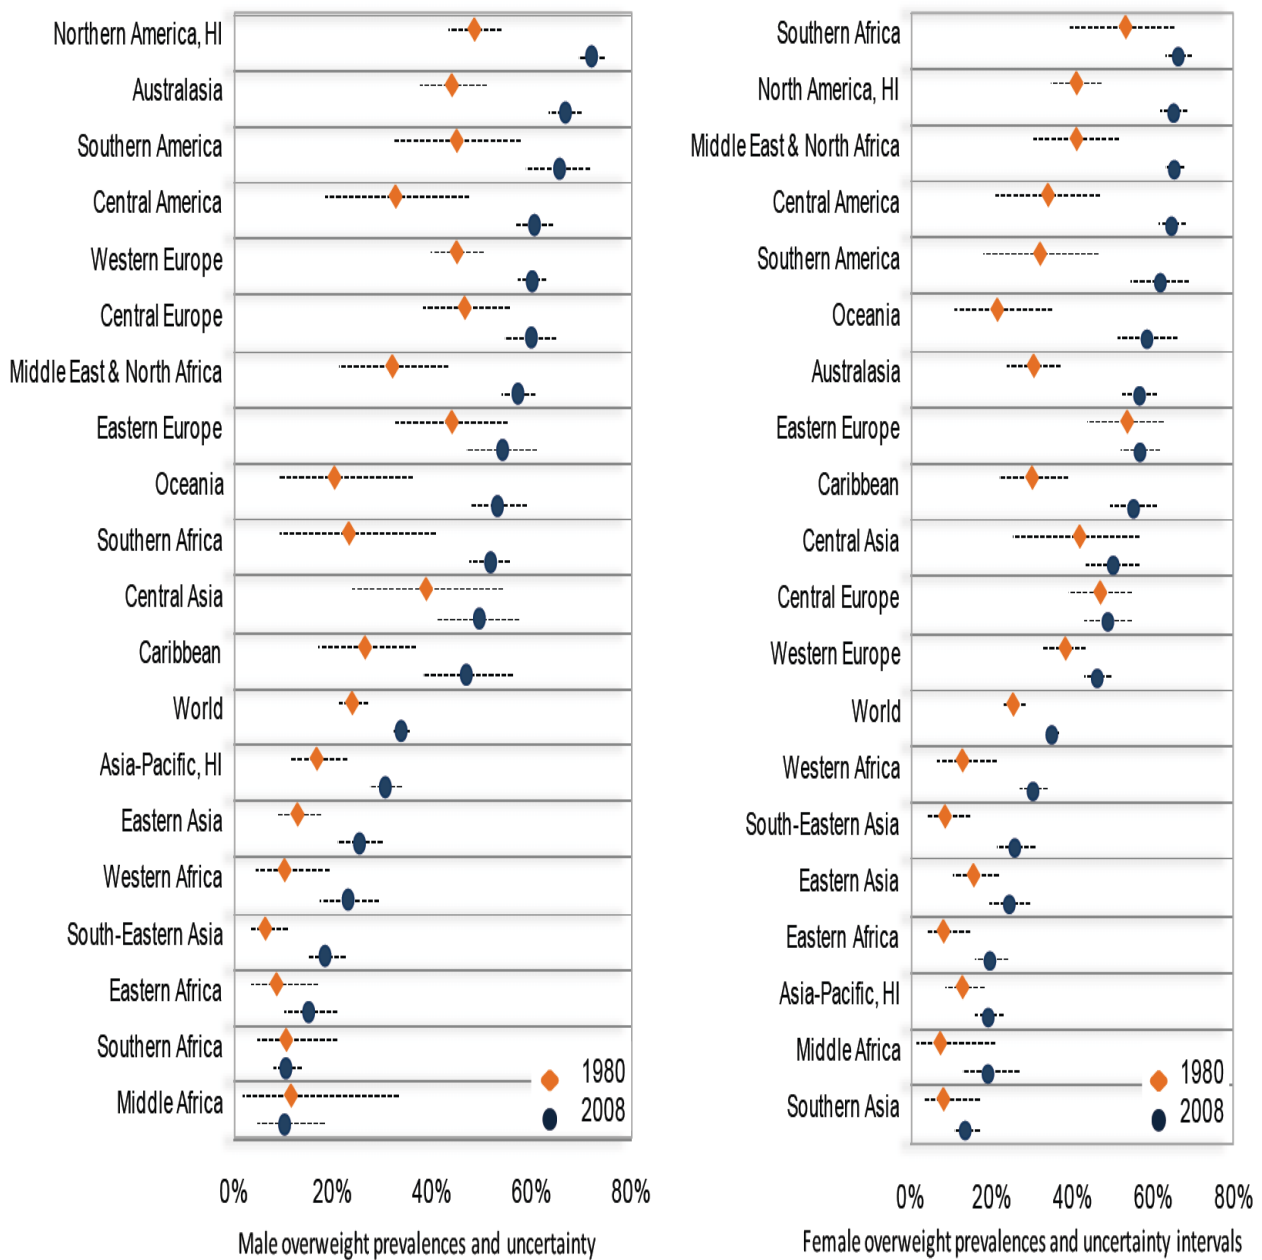 Northern America, HI
Australasia
Southern America
Central America
Western Europe
Central Europe
Middle East & North Africa
Eastern Europe
Oceania
Southern Africa
Central Asia
Caribbean
World
Asia-Pacific, HI
Eastern Asia
Western Africa
South-Eastern Asia
Eastern Africa
Southern Africa
Middle Africa
1980
2008
0% 20% 40% 60% 80%
Male overweight prevalences and uncertainty
Southern Africa
North America, HI
Middle East & North Africa
Central America
Southern America
Oceania
Australasia
Eastern Europe
Caribbean
Central Asia
Central Europe
Western Europe
World
Western Africa
South-Eastern Asia
Eastern Asia
Eastern Africa
Asia-Pacific, HI
Middle Africa
Southern Asia
1980
2008
0% 20% 40% 60% 80%
Female overweight prevalences and uncertainty intervals